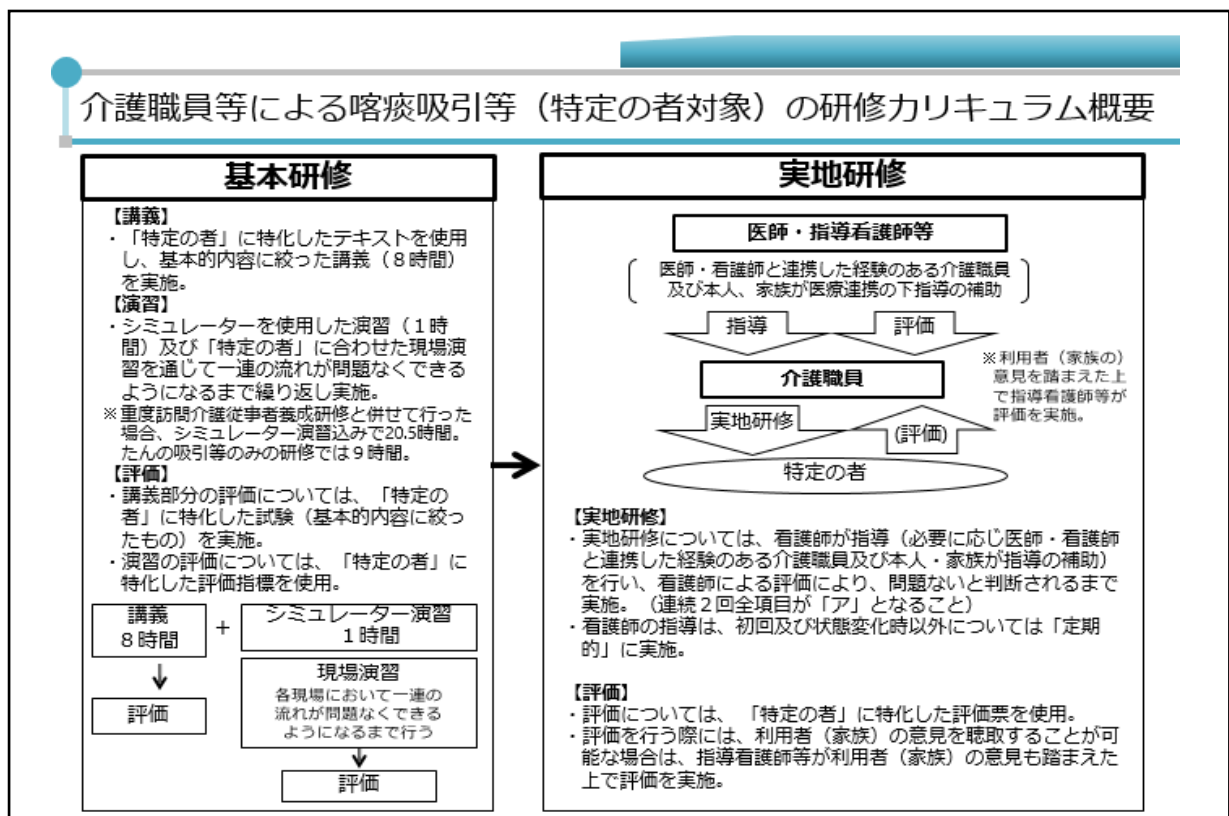 介護職員等による喀痰吸引等（特定の者対象）の研修カリキュラム概要
基本研修
【講義】
・「特定の者」に特化したテキストを使用
し、基本的内容に絞った講義（８時間）
を実施。
【演習】
・シミュレーターを使用した演習（１時
間）及び「特定の者」に合わせた現場演
習を通じて一連の流れが問題なくできる
ようになるまで繰り返し実施。
※重度訪問介護従事者養成研修と併せて行った
場合、シミュレーター演習込みで20.5時間。
たんの吸引等のみの研修では９時間。
【評価】
・講義部分の評価については、「特定の
者」に特化した試験（基本的内容に絞っ
たもの）を実施。
・演習の評価については、「特定の者」に
特化した評価指標を使用。
講義
８時間
＋
シミュレーター演習
１時間
評価
現場演習
各現場において一連の
流れが問題なくできる
ようになるまで行う
評価
実地研修
医師・指導看護師等
医師・看護師と連携した経験のある介護職員
及び本人、家族が医療連携の下指導の補助
指導
評価
介護職員
※利用者（家族の）
意見を踏まえた上
で指導看護師等が
評価を実施。
実地研修
(評価)
特定の者
【実地研修】
・実地研修については、看護師が指導（必要に応じ医師・看護師
と連携した経験のある介護職員及び本人・家族が指導の補助）
を行い、看護師による評価により、問題ないと判断されるまで
実施。（連続２回全項目が「ア」となること）
・看護師の指導は、初回及び状態変化時以外については「定期
的」に実施。
【評価】
・評価については、「特定の者」に特化した評価票を使用。
・評価を行う際には、利用者（家族）の意見を聴取することが可
能な場合は、指導看護師等が利用者（家族）の意見も踏まえた
上で評価を実施。